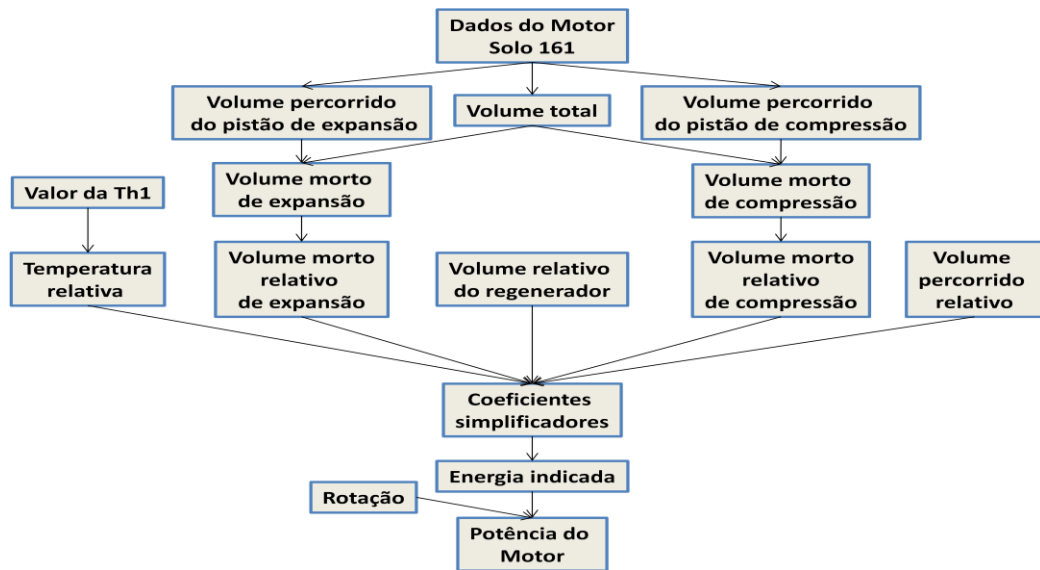 Dados do Motor
Solo 161
Volume percorrido
do pistão de expansão
Volume total
Volume percorrido
do pistão de compressão
Valor da Th1
Volume morto
de expansão
Volume morto
de compressão
Temperatura
relativa
Volume morto
relativo
de expansão
Volume relativo
do regenerador
Volume morto
relativo
de compressão
Volume
percorrido
relativo
Coeficientes
simplificadores
Energia indicada
Rotação
Potência do
Motor